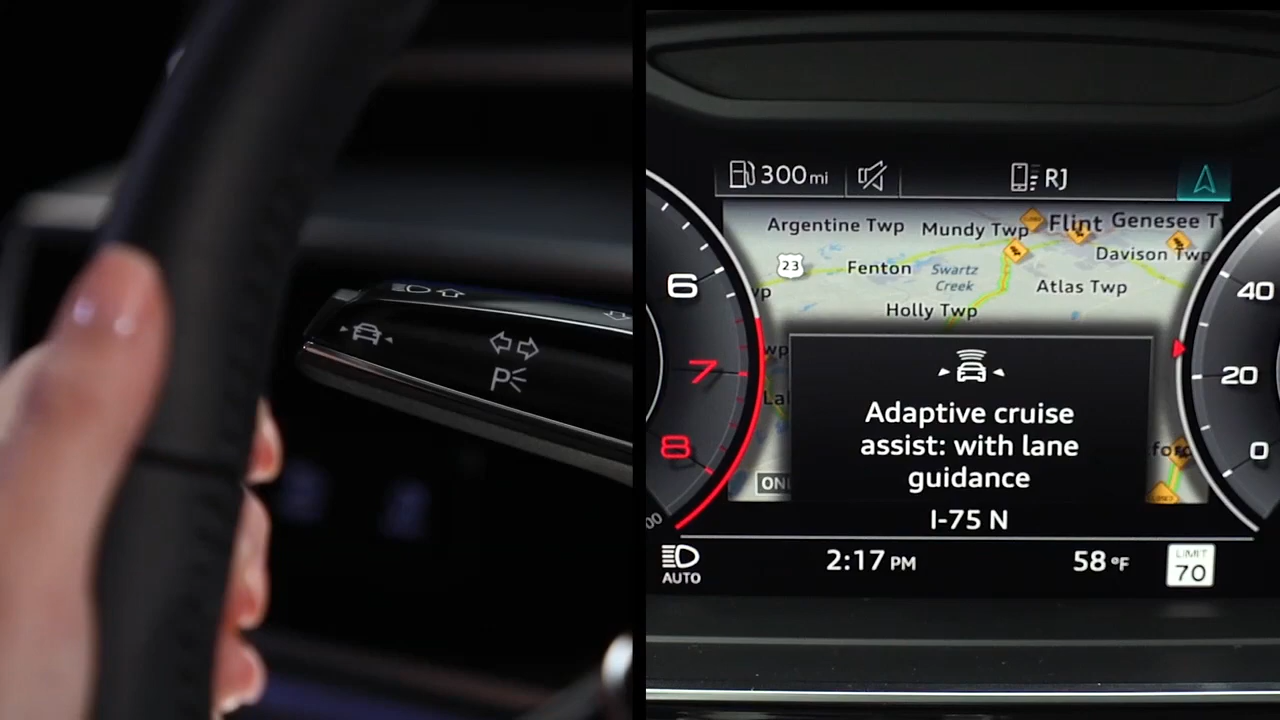 P
300 mi
RJ
Argentine Twp
Mundy Twp
Flint
Genesee T
23
Fenton
Swartz
Creek
Davison Twp
Atlas Twp
Holly Twp
Adaptive cruise
assist: with lane
guidance
I-75 N
6
7
8
40
20
0
AUTO
2:17 PM
58 °F
LIMIT
70